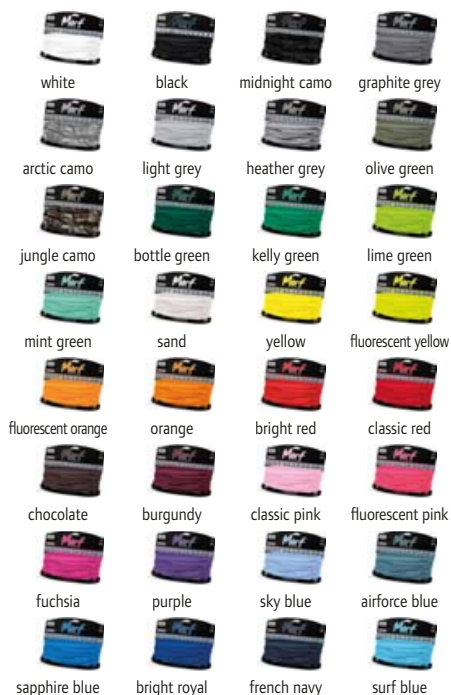 white black midnight camo graphite grey
arctic camo light grey heather grey olive green
jungle camo bottle green kelly green lime green
mint green sand yellow fluorescent yellow
fluorescent orange orange bright red classic red
chocolate burgundy classic pink fluorescent pink
fuchsia purple sky blue airforce blue
sapphire blue bright royal french navy surf blue